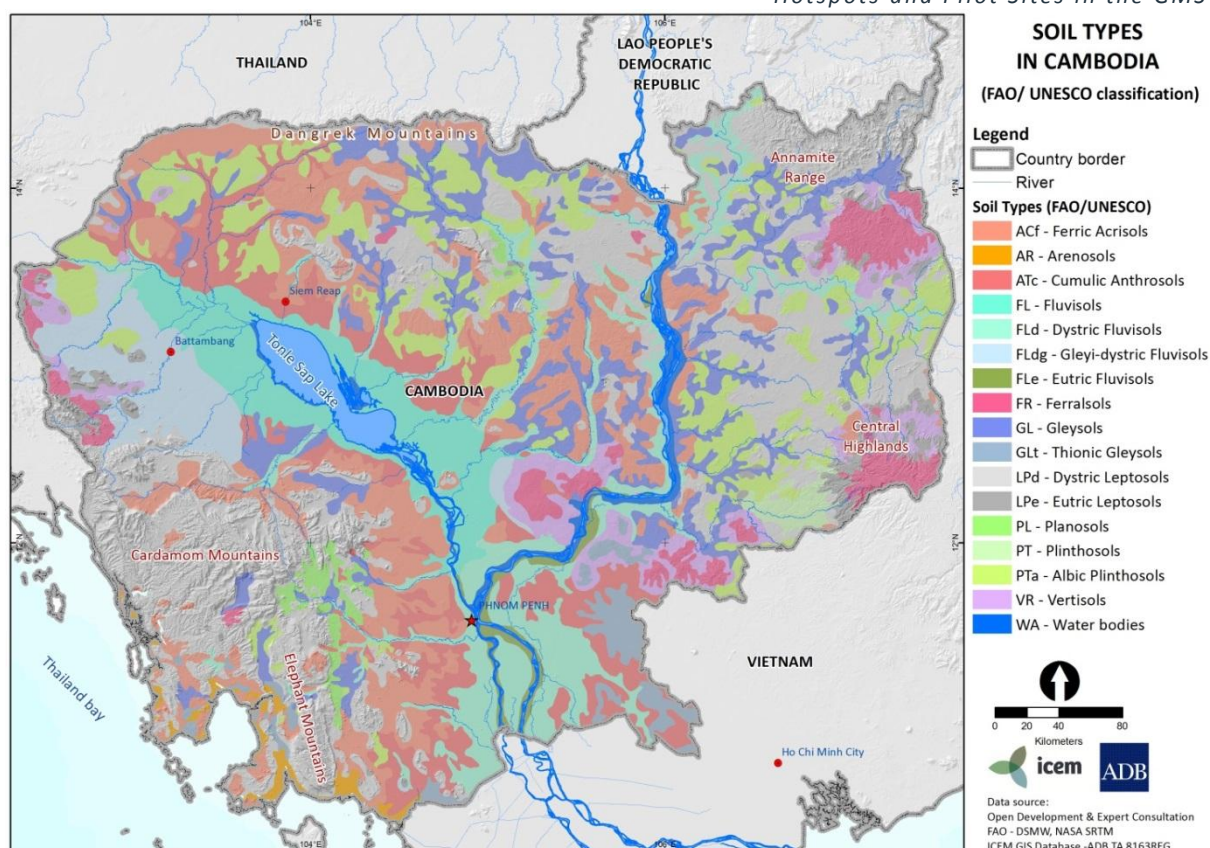 Hotspots and Pilot Sites in the GMS
SOIL TYPES
IN CAMBODIA
(FAO/ UNESCO classification)
Legend
Country border
River
Soil Types (FAO/UNESCO)
ACf - Ferric Acrisols
AR - Arenosols
ATc - Cumulic Anthrosols
FL - Fluvisols
FLd - Dystric Fluvisols
FLdg - Gleyi-dystric Fluvisols
FLe - Eutric Fluvisols
FR - Ferralsols
GL - Gleysols
GLt - Thionic Gleysols
LPd - Dystric Leptosols
LPe - Eutric Leptosols
PL - Planosols
PT - Plinthosols
PTa - Albic Plinthosols
VR - Vertisols
WA - Water bodies
0 20 40 80
Kilometers
icem
ADB
Data source:
Open Development & Expert Consultation
FAO - DSMW, NASA SRTM
ICEM GIS Database -ADB TA 8163REG
104°E
106°E
THAILAND
LAO PEOPLE'S
DEMOCRATIC
REPUBLIC
Dangrek Mountains
Annamite
Range
14°N
14°N
Siem Reap
Battambang
Tonle Sap Lake
CAMBODIA
Central
Highlands
12°N
Cardamom Mountains
PHNOM PENH
Elephant Mountains
VIETNAM
Thailand bay
Ho Chi Minh City
104°E
106°E